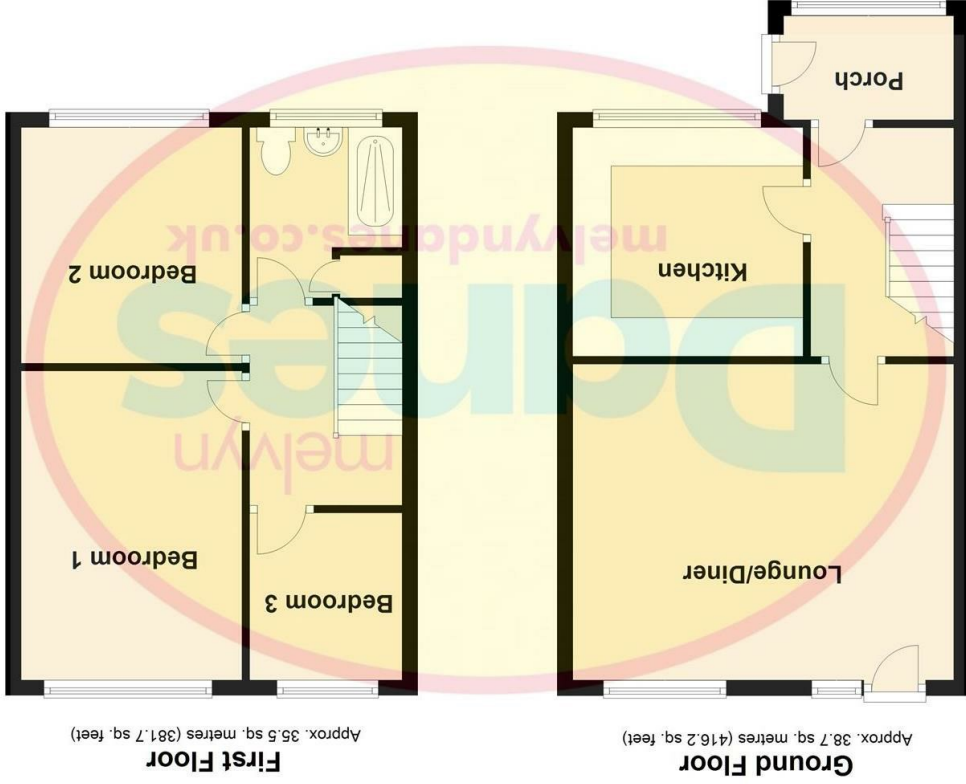 Ground Floor
Approx. 38.7 sq. metres (416.2 sq. feet)
Lounge/Diner
Kitchen
Porch
First Floor
Approx. 35.5 sq. metres (381.7 sq. feet)
Bedroom 3
Bedroom 1
Bedroom 2
melvyn
Danes
melvyndanes.co.uk